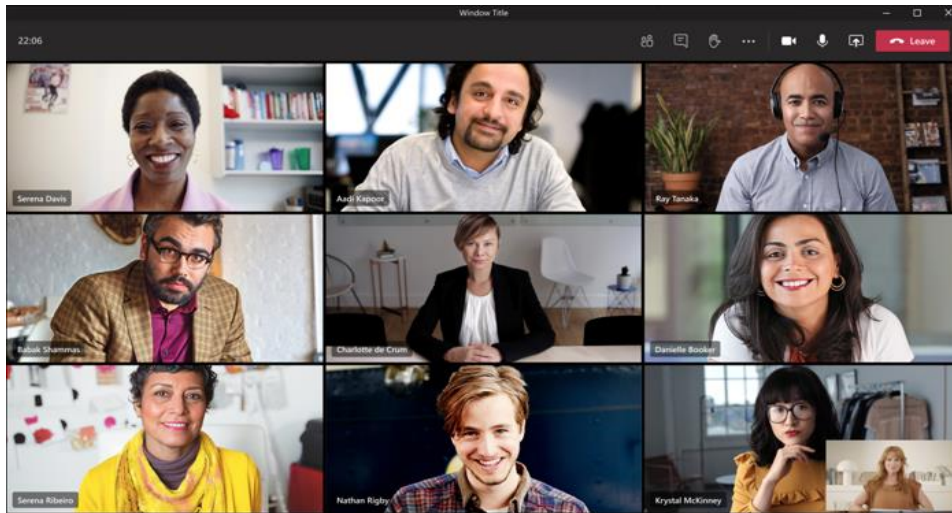 Window Title
22:06
Leave
Serena Davis
Aadi Kapoor
Ray Tanaka
Babak Shammas
Charlotte de Crum
Danielle Booker
Serena Ribeiro
Nathan Rigby
Krystal McKinney